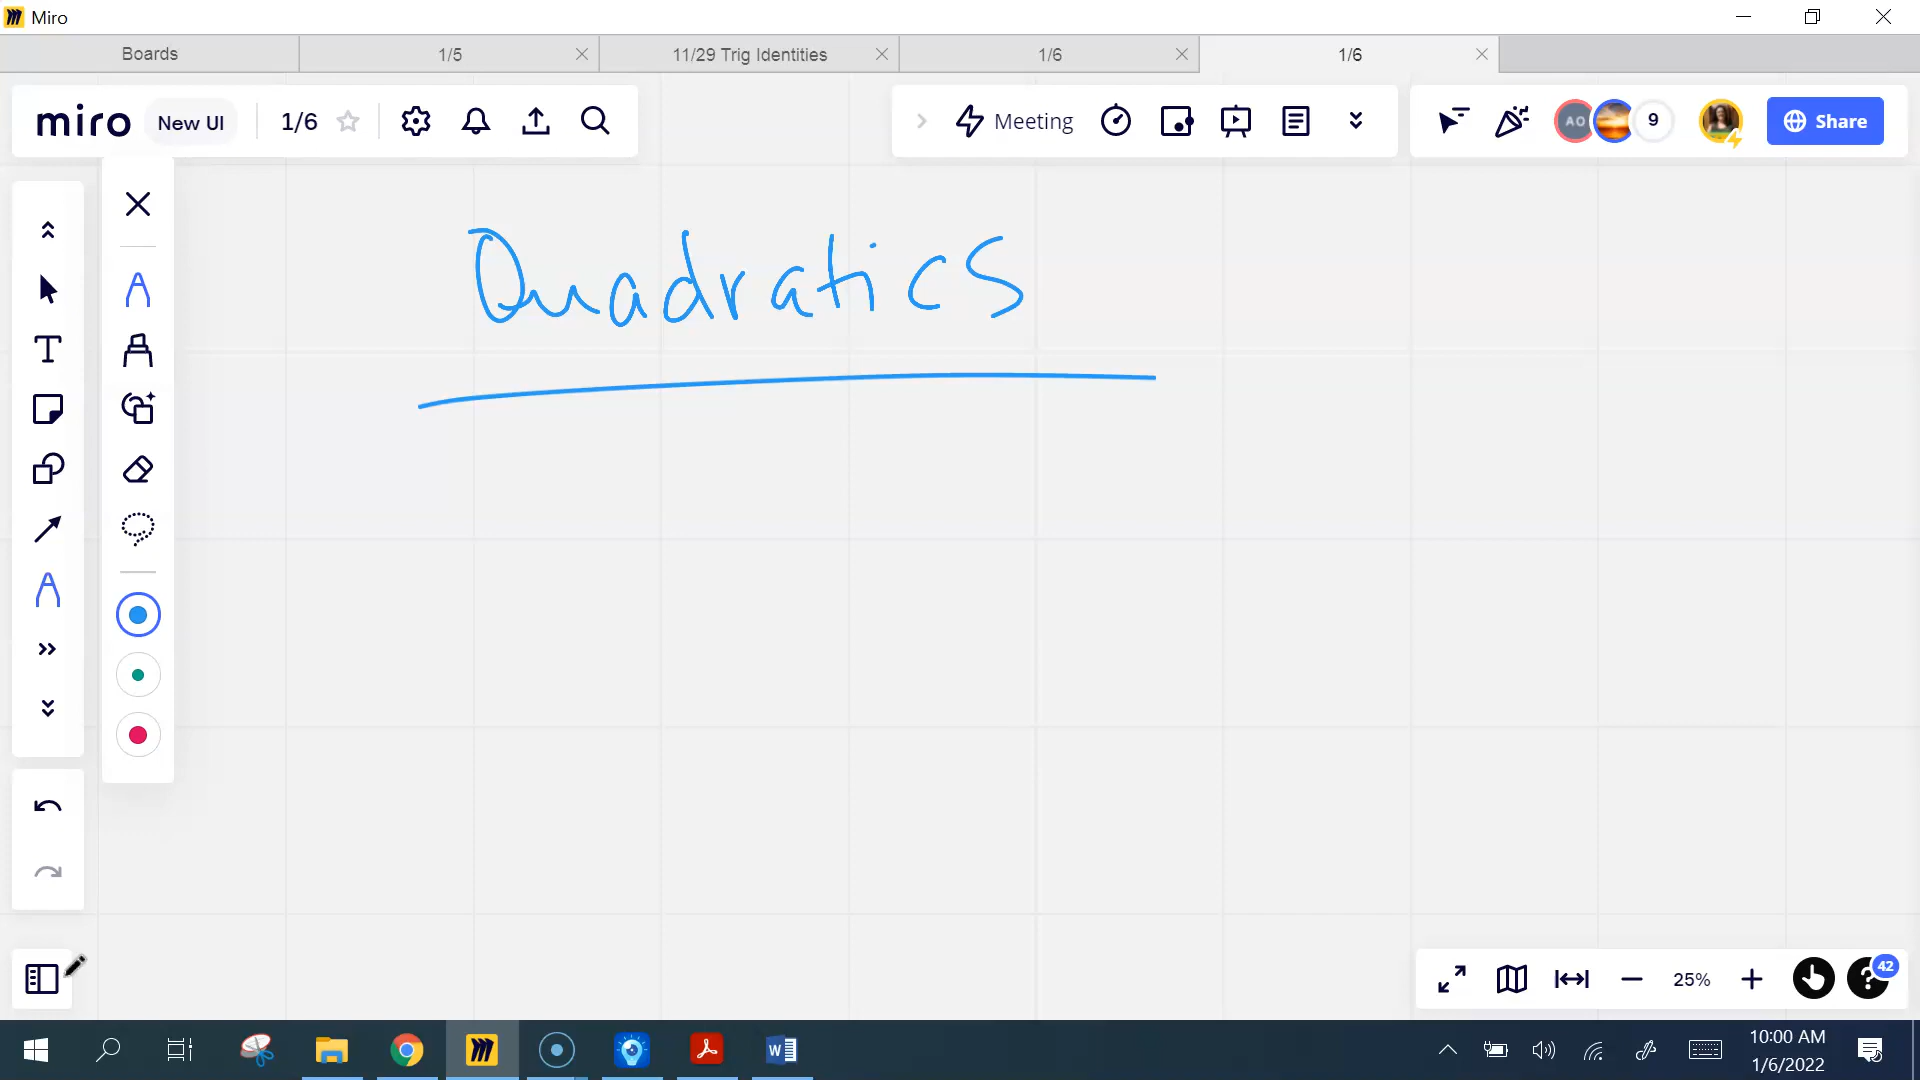 Miro
Boards 1/5 11/29 Trig Identities 1/6 1/6
miro New UI 1/6 Meeting AO 9 Share
Quadratics
25% 42
10:00 AM
1/6/2022